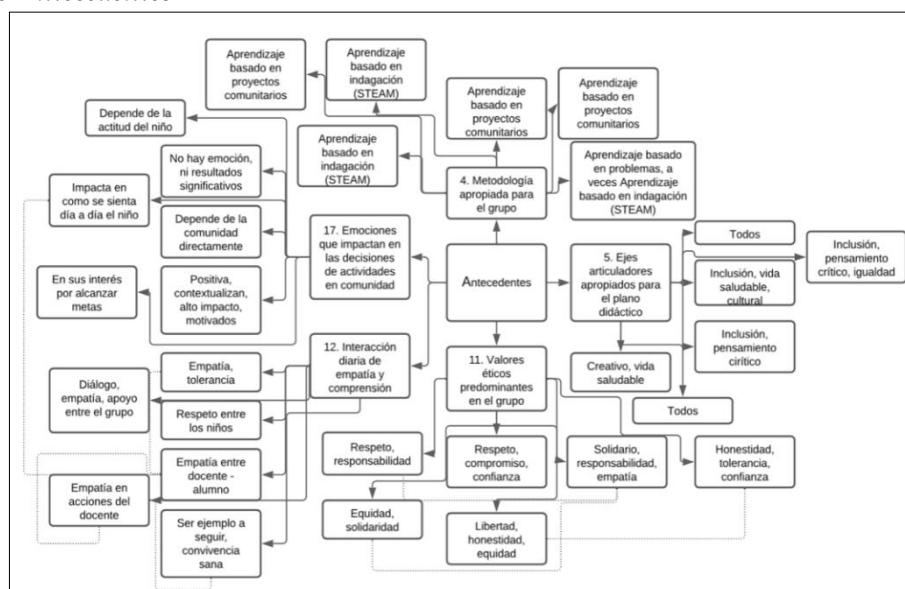 Aprendizaje
basado en
proyectos
comunitarios
Aprendizaje
basado en
indagación
(STEAM)
Aprendizaje
basado en
proyectos
comunitarios
Aprendizaje
basado en
proyectos
comunitarios
Depende de la
actitud del niño
Aprendizaje
basado en
indagación
(STEAM)
4. Metodología
apropiada para
el grupo
Aprendizaje basado
en problemas, a
veces Aprendizaje
basado en indagación
(STEAM)
No hay emoción,
ni resultados
significativos
Impacta en
como se sienta
día a día el niño
Depende de la
comunidad
directamente
17. Emociones
que impactan en
las decisiones
de actividades
en comunidad
Antecedentes
5. Ejes
articuladores
apropiados para
el plano
didáctico
Todos
Inclusión,
pensamiento
crítico, igualdad
Inclusión, vida
saludable,
cultural
En sus interés
por alcanzar
metas
Positiva,
contextualizan,
alto impacto,
motivados
Inclusión,
pensamiento
cirítico
12. Interacción
diaria de
empatía y
comprensión
11. Valores
éticos
predominantes
en el grupo
Creativo, vida
saludable
Todos
Empatía,
tolerancia
Diálogo,
empatía, apoyo
entre el grupo
Respeto entre
los niños
Respeto,
responsabilidad
Respeto,
compromiso,
confianza
Solidario,
responsabilidad,
empatía
Honestidad,
tolerancia,
confianza
Empatía entre
docente -
alumno
Empatía en
acciones del
docente
Ser ejemplo a
seguir,
convivencia
sana
Equidad,
solidaridad
Libertad,
honestidad,
equidad